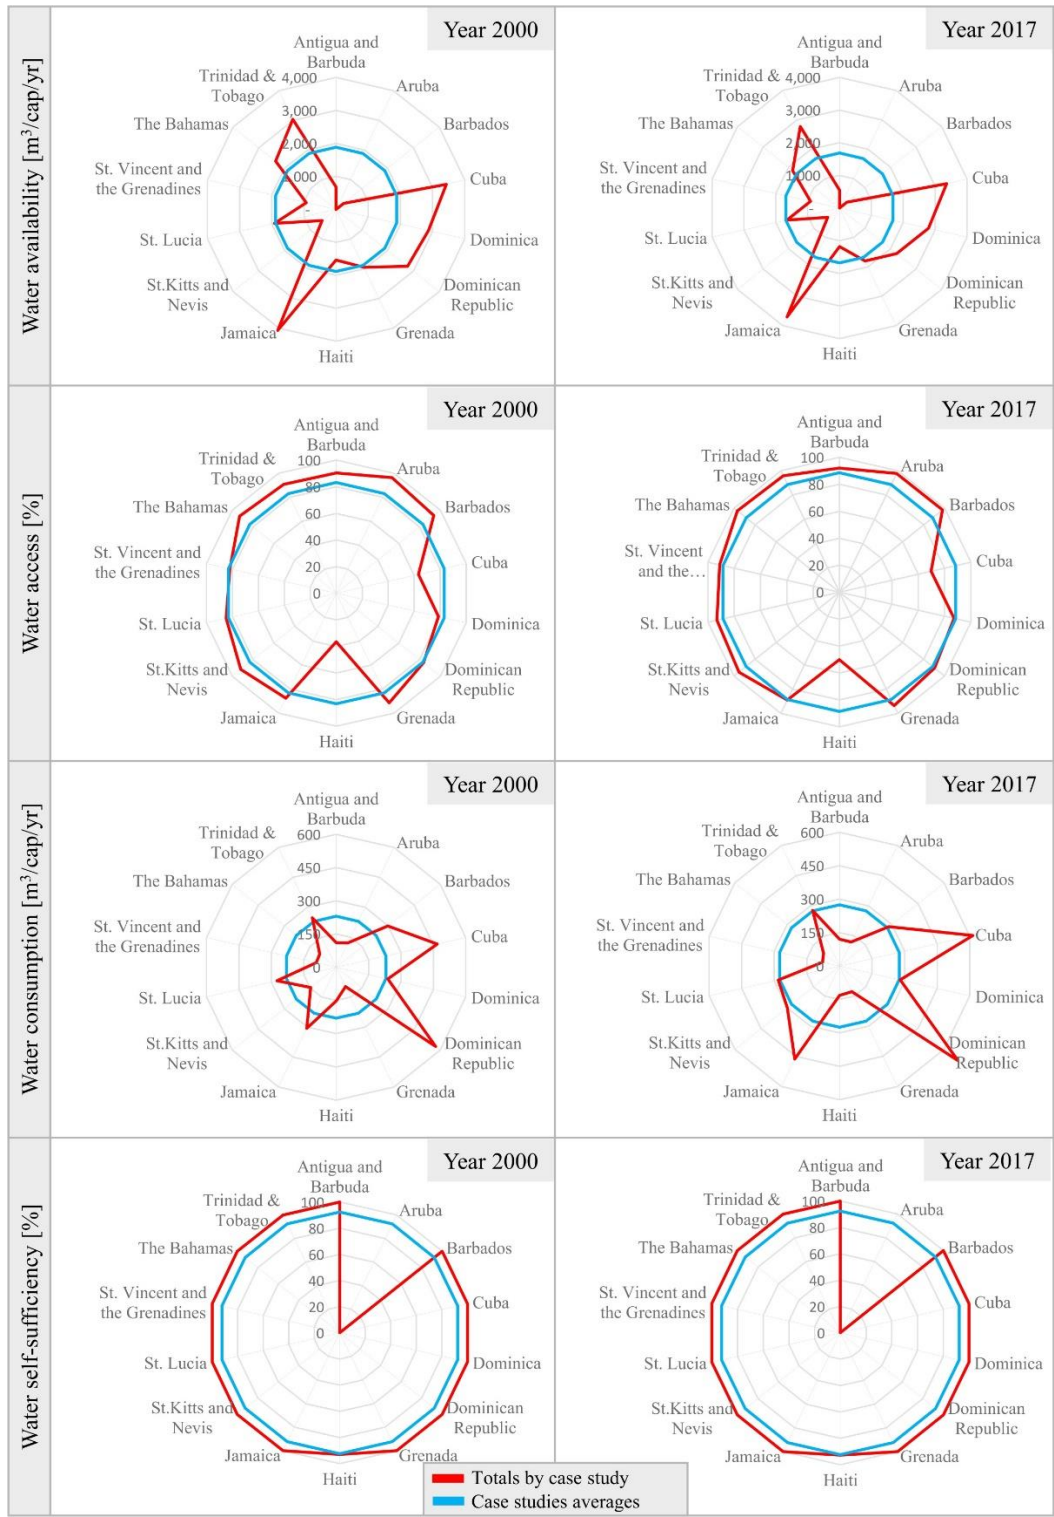 Water availability [m³/cap/yr]
Year 2000
Antigua and
Barbuda
Aruba
Barbados
Cuba
Dominica
Dominican
Republic
Grenada
Haiti
Jamaica
St.Kitts and
Nevis
St. Lucia
St. Vincent and
the Grenadines
The Bahamas
Trinidad &
Tobago
4,000
3,000
2,000
1,000
-
Year 2017
Antigua and
Barbuda
Aruba
Barbados
Cuba
Dominica
Dominican
Republic
Grenada
Haiti
Jamaica
St.Kitts and
Nevis
St. Lucia
St. Vincent and
the Grenadines
The Bahamas
Trinidad &
Tobago
4,000
3,000
2,000
1,000
-
Water access [%]
Year 2000
Antigua and
Barbuda
Aruba
Barbados
Cuba
Dominica
Dominican
Republic
Grenada
Haiti
Jamaica
St.Kitts and
Nevis
St. Lucia
St. Vincent and
the Grenadines
The Bahamas
Trinidad &
Tobago
100
80
60
40
20
0
Year 2017
Antigua and
Barbuda
Aruba
Barbados
Cuba
Dominica
Dominican
Republic
Grenada
Haiti
Jamaica
St.Kitts and
Nevis
St. Lucia
St. Vincent
and the...
The Bahamas
Trinidad &
Tobago
100
80
60
40
20
0
Water consumption [m³/cap/yr]
Year 2000
Antigua and
Barbuda
Aruba
Barbados
Cuba
Dominica
Dominican
Republic
Grenada
Haiti
Jamaica
St.Kitts and
Nevis
St. Lucia
St. Vincent and
the Grenadines
The Bahamas
Trinidad &
Tobago
600
450
300
150
0
Year 2017
Antigua and
Barbuda
Aruba
Barbados
Cuba
Dominica
Dominican
Republic
Grenada
Haiti
Jamaica
St.Kitts and
Nevis
St. Lucia
St. Vincent and
the Grenadines
The Bahamas
Trinidad &
Tobago
600
450
300
150
0
Water self-sufficiency [%]
Year 2000
Antigua and
Barbuda
Aruba
Barbados
Cuba
Dominica
Dominican
Republic
Grenada
Haiti
Jamaica
St.Kitts and
Nevis
St. Lucia
St. Vincent and
the Grenadines
The Bahamas
Trinidad &
Tobago
100
80
60
40
20
0
Year 2017
Antigua and
Barbuda
Aruba
Barbados
Cuba
Dominica
Dominican
Republic
Grenada
Haiti
Jamaica
St.Kitts and
Nevis
St. Lucia
St. Vincent and
the Grenadines
The Bahamas
Trinidad &
Tobago
100
80
60
40
20
0
Totals by case study
Case studies averages